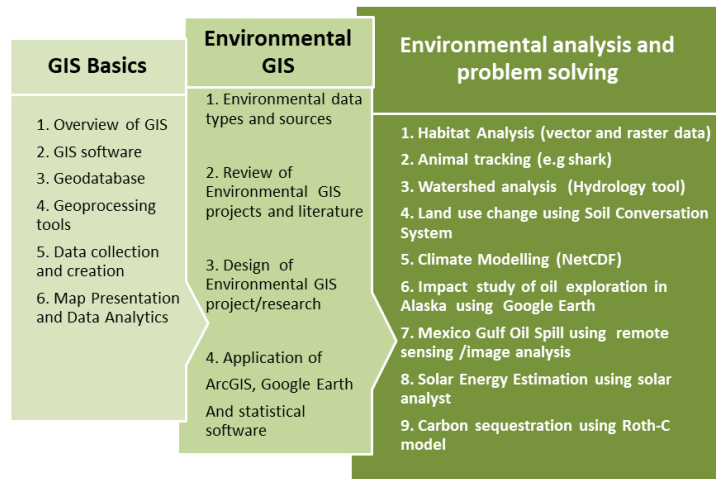 GIS Basics
1. Overview of GIS
2. GIS software
3. Geodatabase
4. Geoprocessing
tools
5. Data collection
and creation
6. Map Presentation
and Data Analytics
Environmental
GIS
1. Environmental data
types and sources
2. Review of
Environmental GIS
projects and literature
3. Design of
Environmental GIS
project/research
4. Application of
ArcGIS, Google Earth
And statistical
software
Environmental analysis and
problem solving
1. Habitat Analysis (vector and raster data)
2. Animal tracking (e.g shark)
3. Watershed analysis (Hydrology tool)
4. Land use change using Soil Conversation
System
5. Climate Modelling (NetCDF)
6. Impact study of oil exploration in
Alaska using Google Earth
7. Mexico Gulf Oil Spill using remote
sensing /image analysis
8. Solar Energy Estimation using solar
analyst
9. Carbon sequestration using Roth-C
model